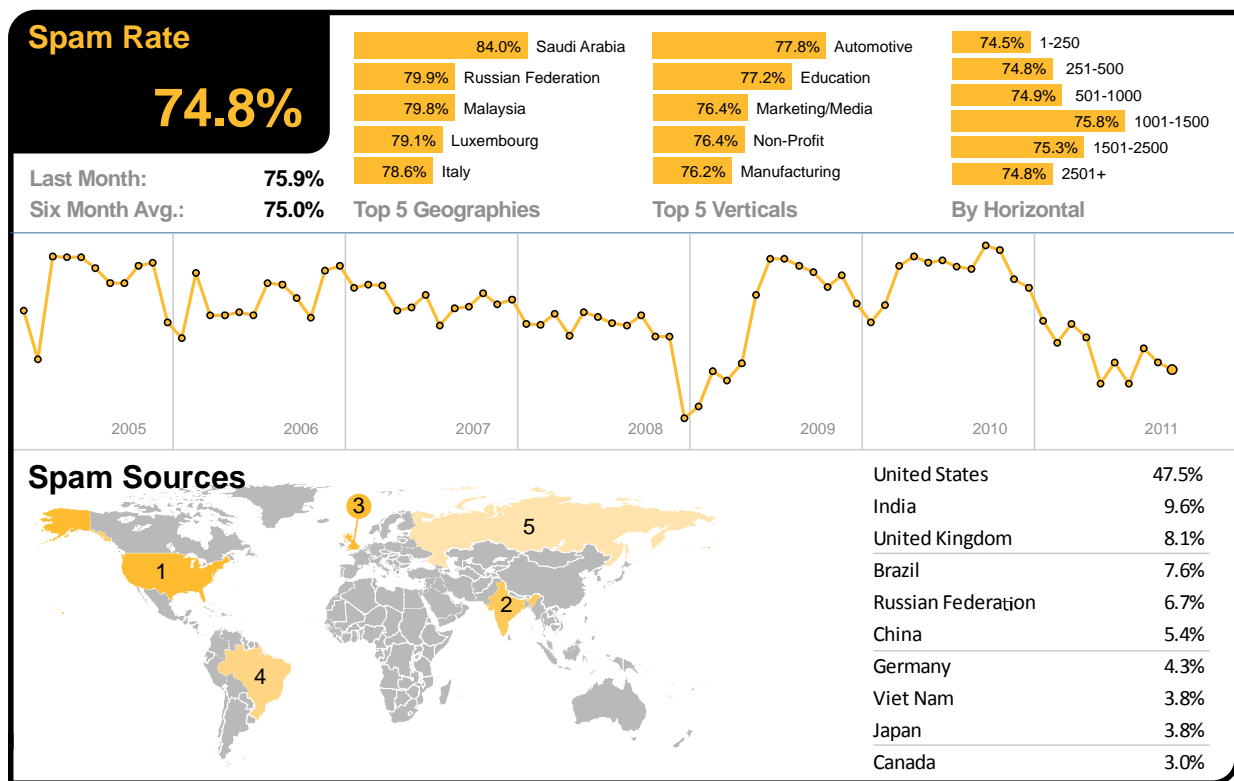 Spam Rate
74.8%
Last Month: 75.9%
Six Month Avg.: 75.0%
84.0% Saudi Arabia
79.9% Russian Federation
79.8% Malaysia
79.1% Luxembourg
78.6% Italy
Top 5 Geographies
77.8% Automotive
77.2% Education
76.4% Marketing/Media
76.4% Non-Profit
76.2% Manufacturing
Top 5 Verticals
74.5% 1-250
74.8% 251-500
74.9% 501-1000
75.8% 1001-1500
75.3% 1501-2500
74.8% 2501+
By Horizontal
2005 2006 2007 2008 2009 2010 2011
Spam Sources
1
2
3
4
5
United States 47.5%
India 9.6%
United Kingdom 8.1%
Brazil 7.6%
Russian Federation 6.7%
China 5.4%
Germany 4.3%
Viet Nam 3.8%
Japan 3.8%
Canada 3.0%